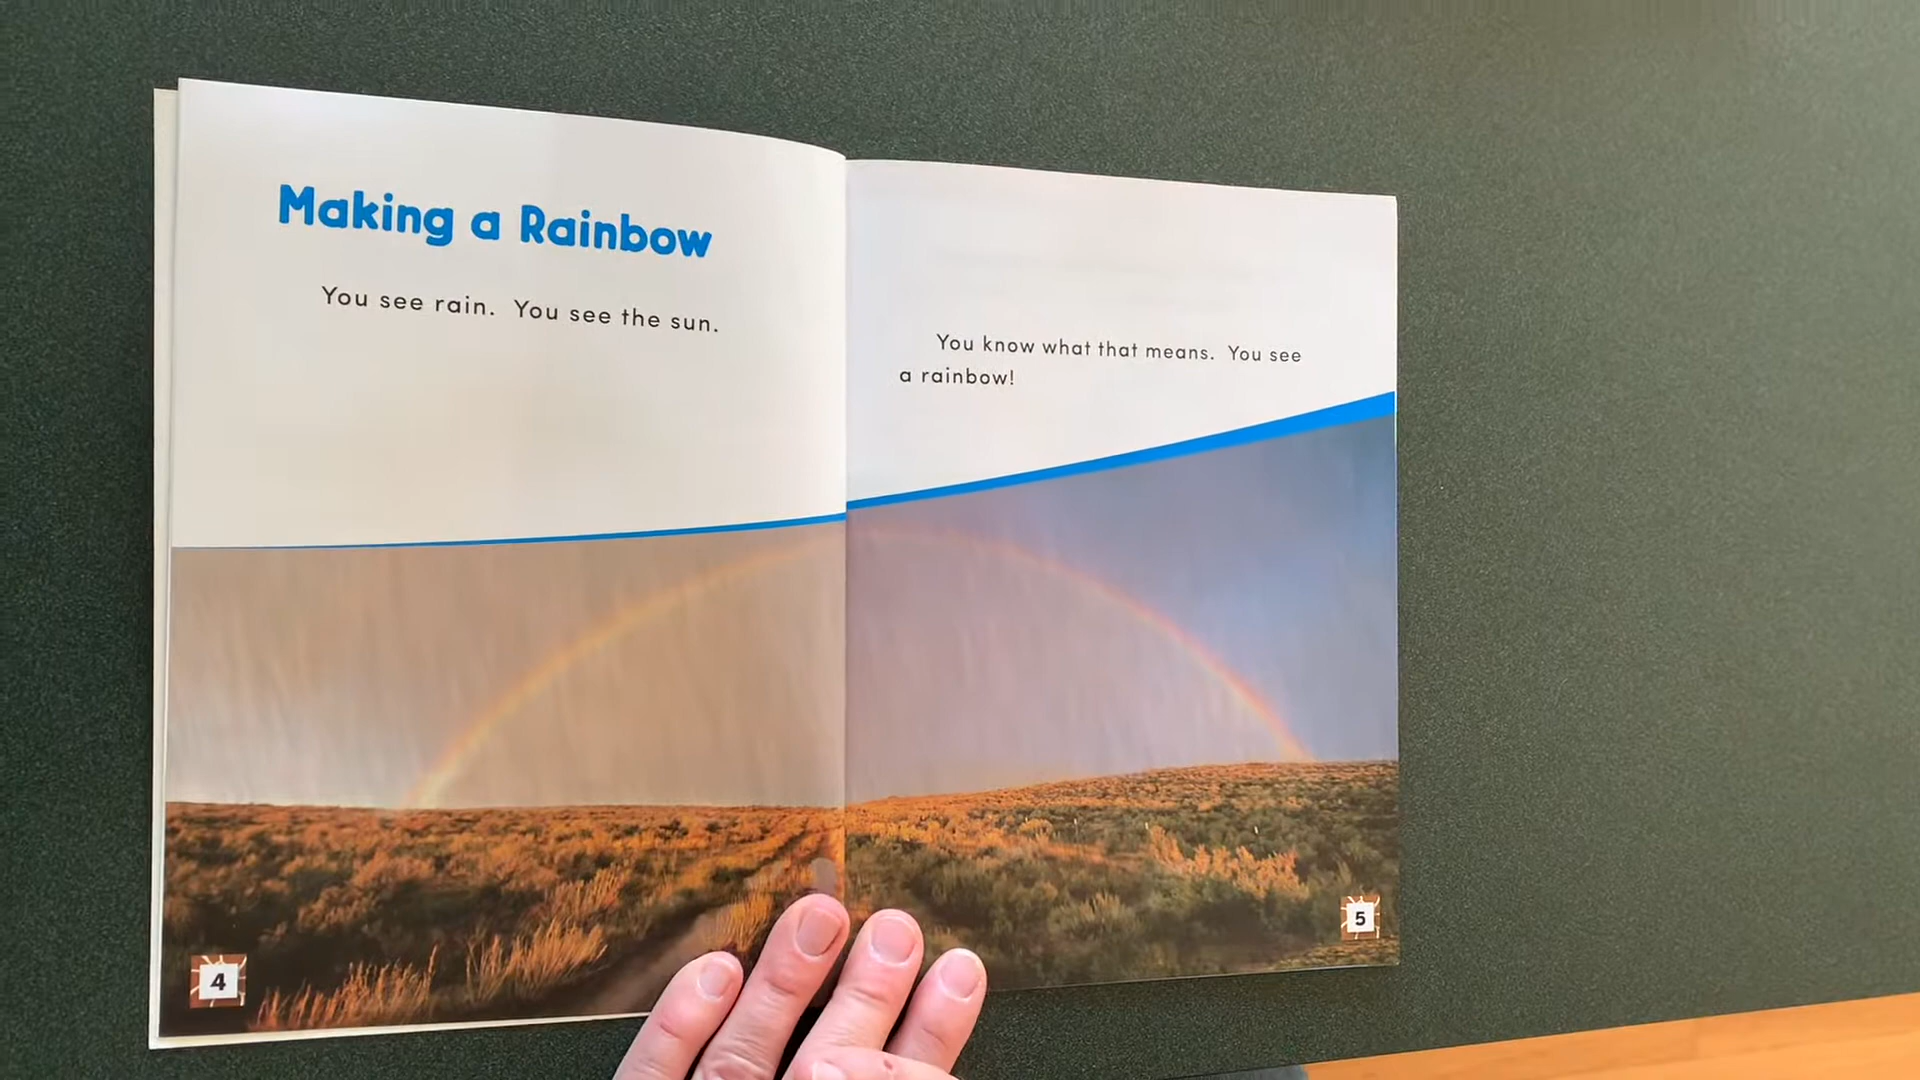 Making a Rainbow
You see rain. You see the sun.
4
You know what that means. You see
a rainbow!
5